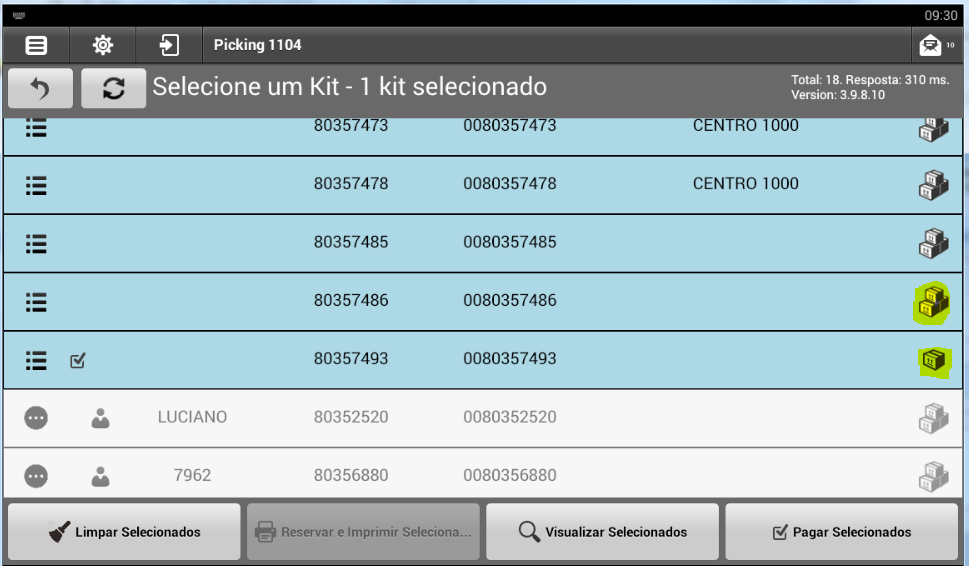 09:30
Picking 1104
10
Selecione um Kit - 1 kit selecionado
Total: 18. Resposta: 310 ms.
Version: 3.9.8.10
80357473 0080357473 CENTRO 1000
80357478 0080357478 CENTRO 1000
80357485 0080357485
80357486 0080357486
80357493 0080357493
LUCIANO 80352520 0080352520
7962 80356880 0080356880
Limpar Selecionados
Reservar e Imprimir Seleciona...
Visualizar Selecionados
Pagar Selecionados